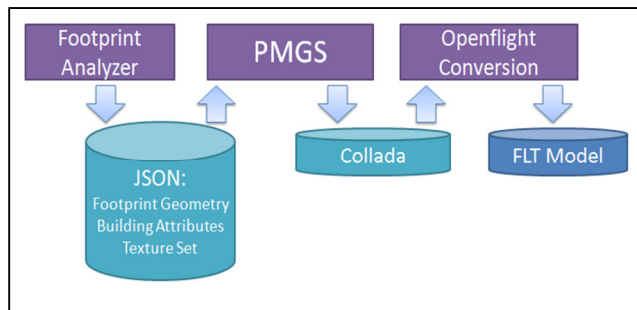 Footprint
Analyzer
PMGS
Openflight
Conversion
JSON:
Footprint Geometry
Building Attributes
Texture Set
Collada
FLT Model